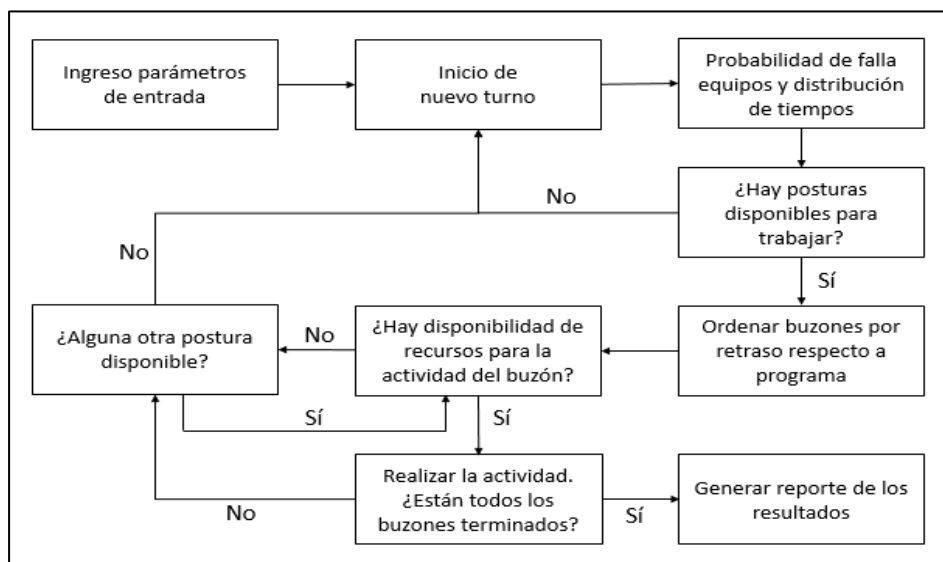 Ingreso parámetros
de entrada
Inicio de
nuevo turno
Probabilidad de falla
equipos y distribución
de tiempos
No
¿Hay posturas
disponibles para
trabajar?
No
Sí
¿Alguna otra postura
disponible?
No
¿Hay disponibilidad de
recursos para la
actividad del buzón?
Ordenar buzones por
retraso respecto a
programa
Sí
Sí
No
Realizar la actividad.
¿Están todos los
buzones terminados?
Sí
Generar reporte de los
resultados